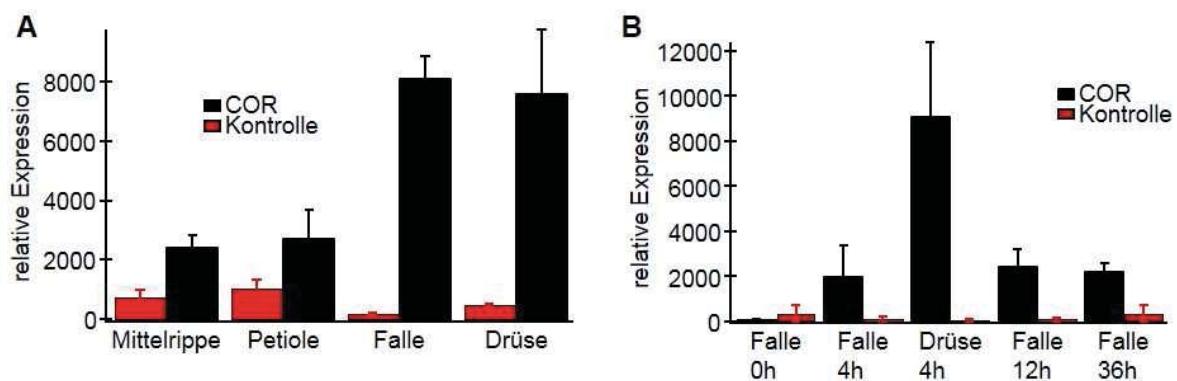 A
relative Expression
8000
6000
4000
2000
0
COR
Kontrolle
Mittelrippe Petiole Falle Drüse
B
relative Expression
12000
10000
8000
6000
4000
2000
0
COR
Kontrolle
Falle Falle Drüse Falle Falle
0h 4h 4h 12h 36h